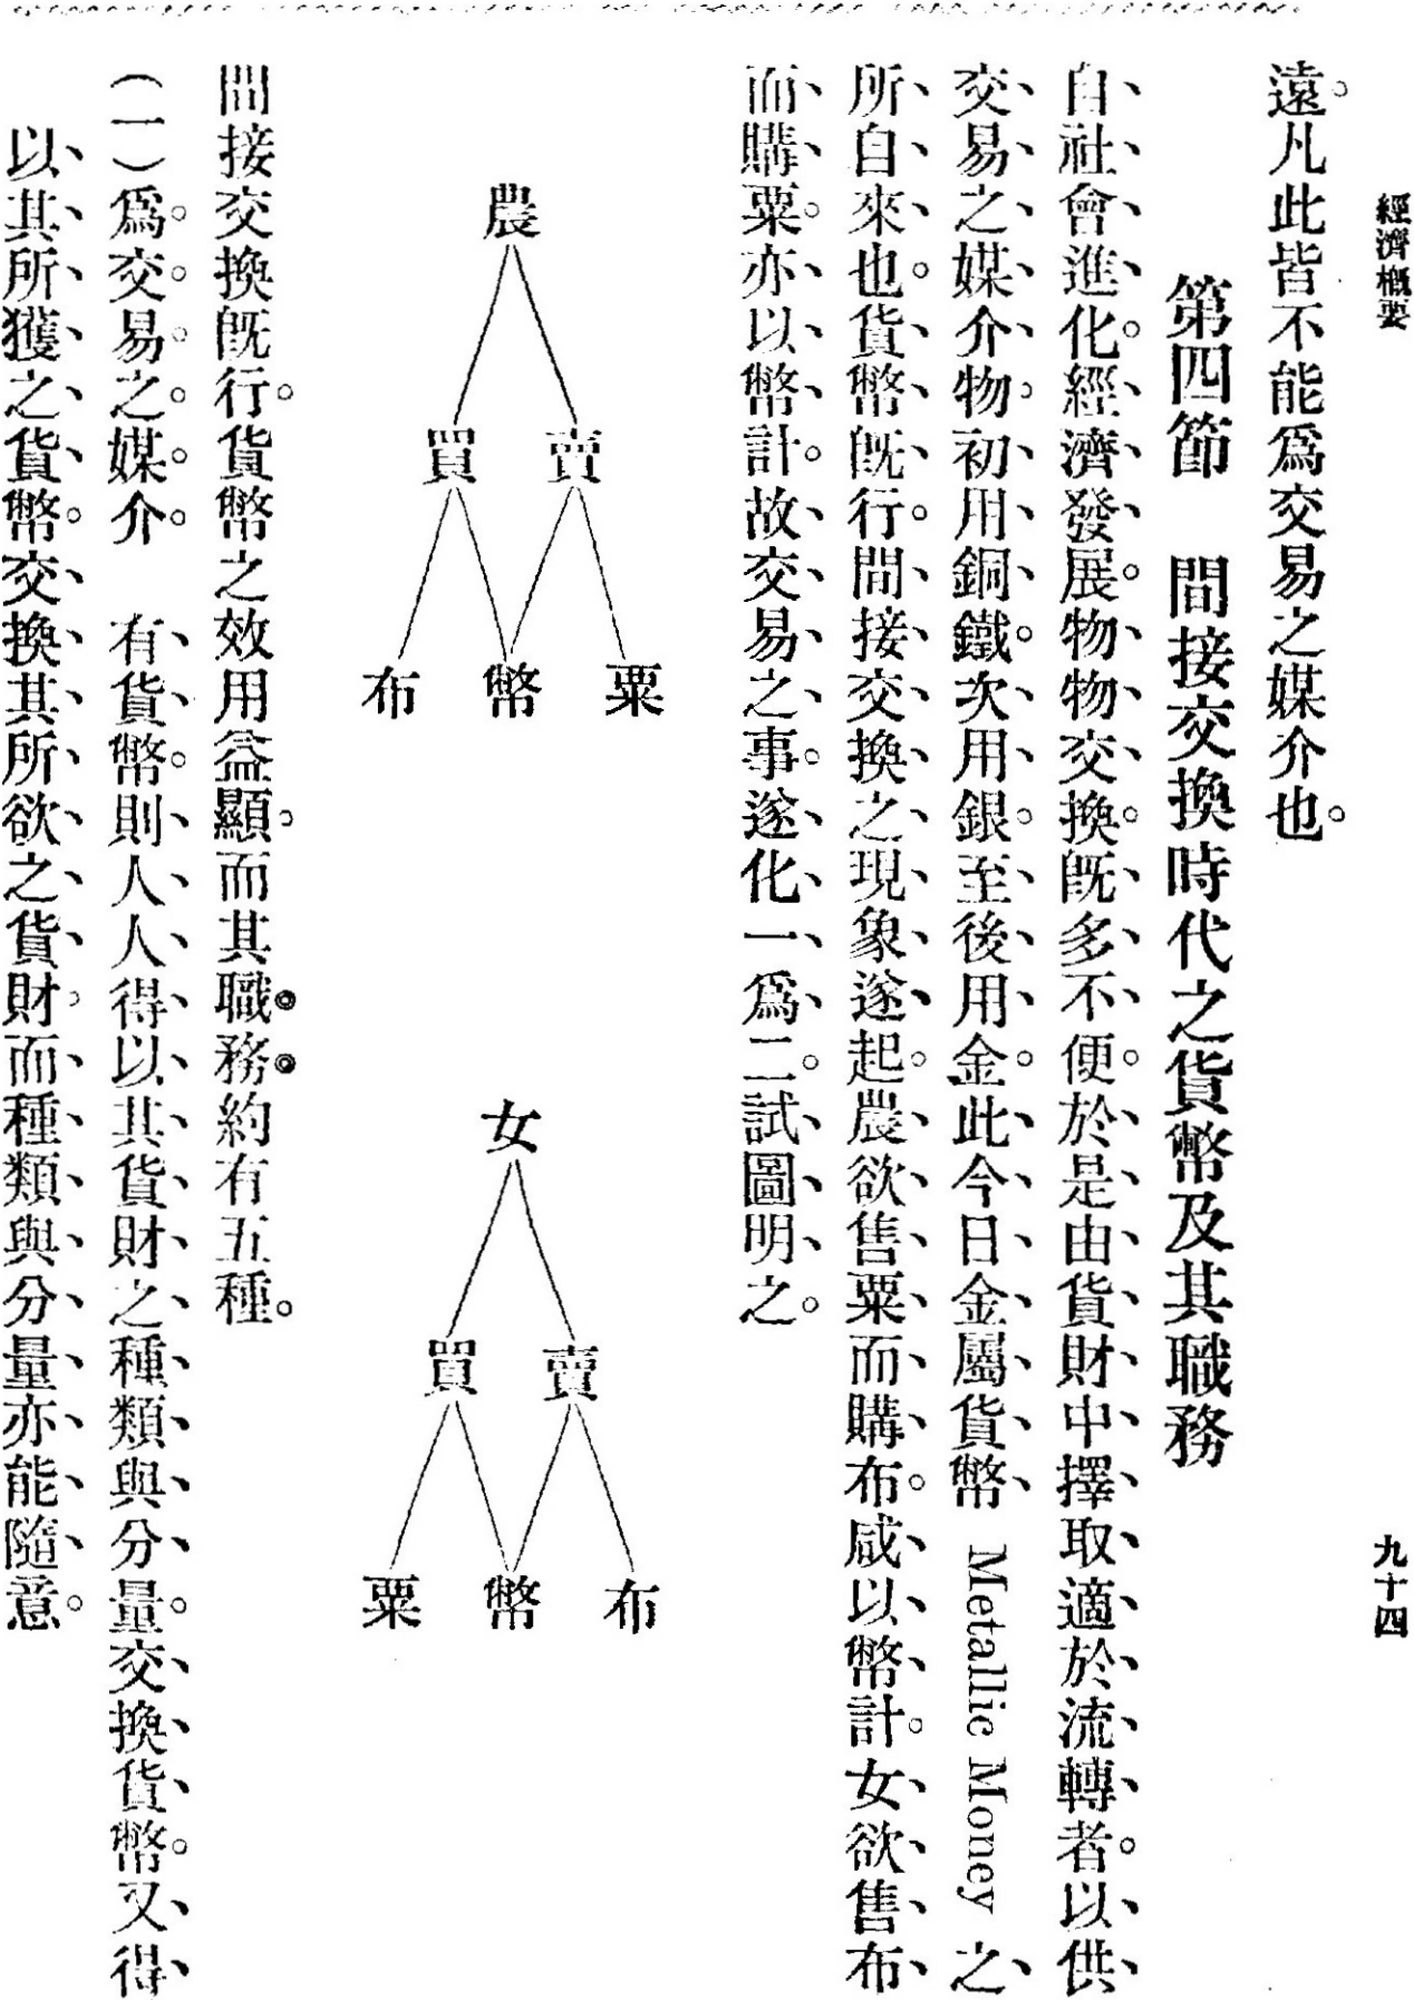 經濟概要
九十四
遠。凡此皆不能爲交易之媒介也。
第四節　間接交換時代之貨幣及其職務
自社會進化。經濟發展。物物交換。既多不便。於是由貨財中擇取適於流轉者。以供
交易之媒介物。初用銅鐵。次用銀。至後用金。此今日金屬貨幣 Metallic Money 之
所自來也。貨幣既行。間接交換之現象遂起。農欲售粟而購布。咸以幣計。女欲售布
而購粟。亦以幣計。故交易之事。遂化一爲二。試圖明之。
農
買　賣
布　幣　粟
女
買　賣
粟　幣　布
間接交換既行。貨幣之效用益顯。而其職務約有五種。
（一）爲交易之媒介　有貨幣。則人人得以其貨財之種類與分量。交換貨幣。又得
以其所獲之貨幣。交換其所欲之貨財。而種類與分量亦能隨意。